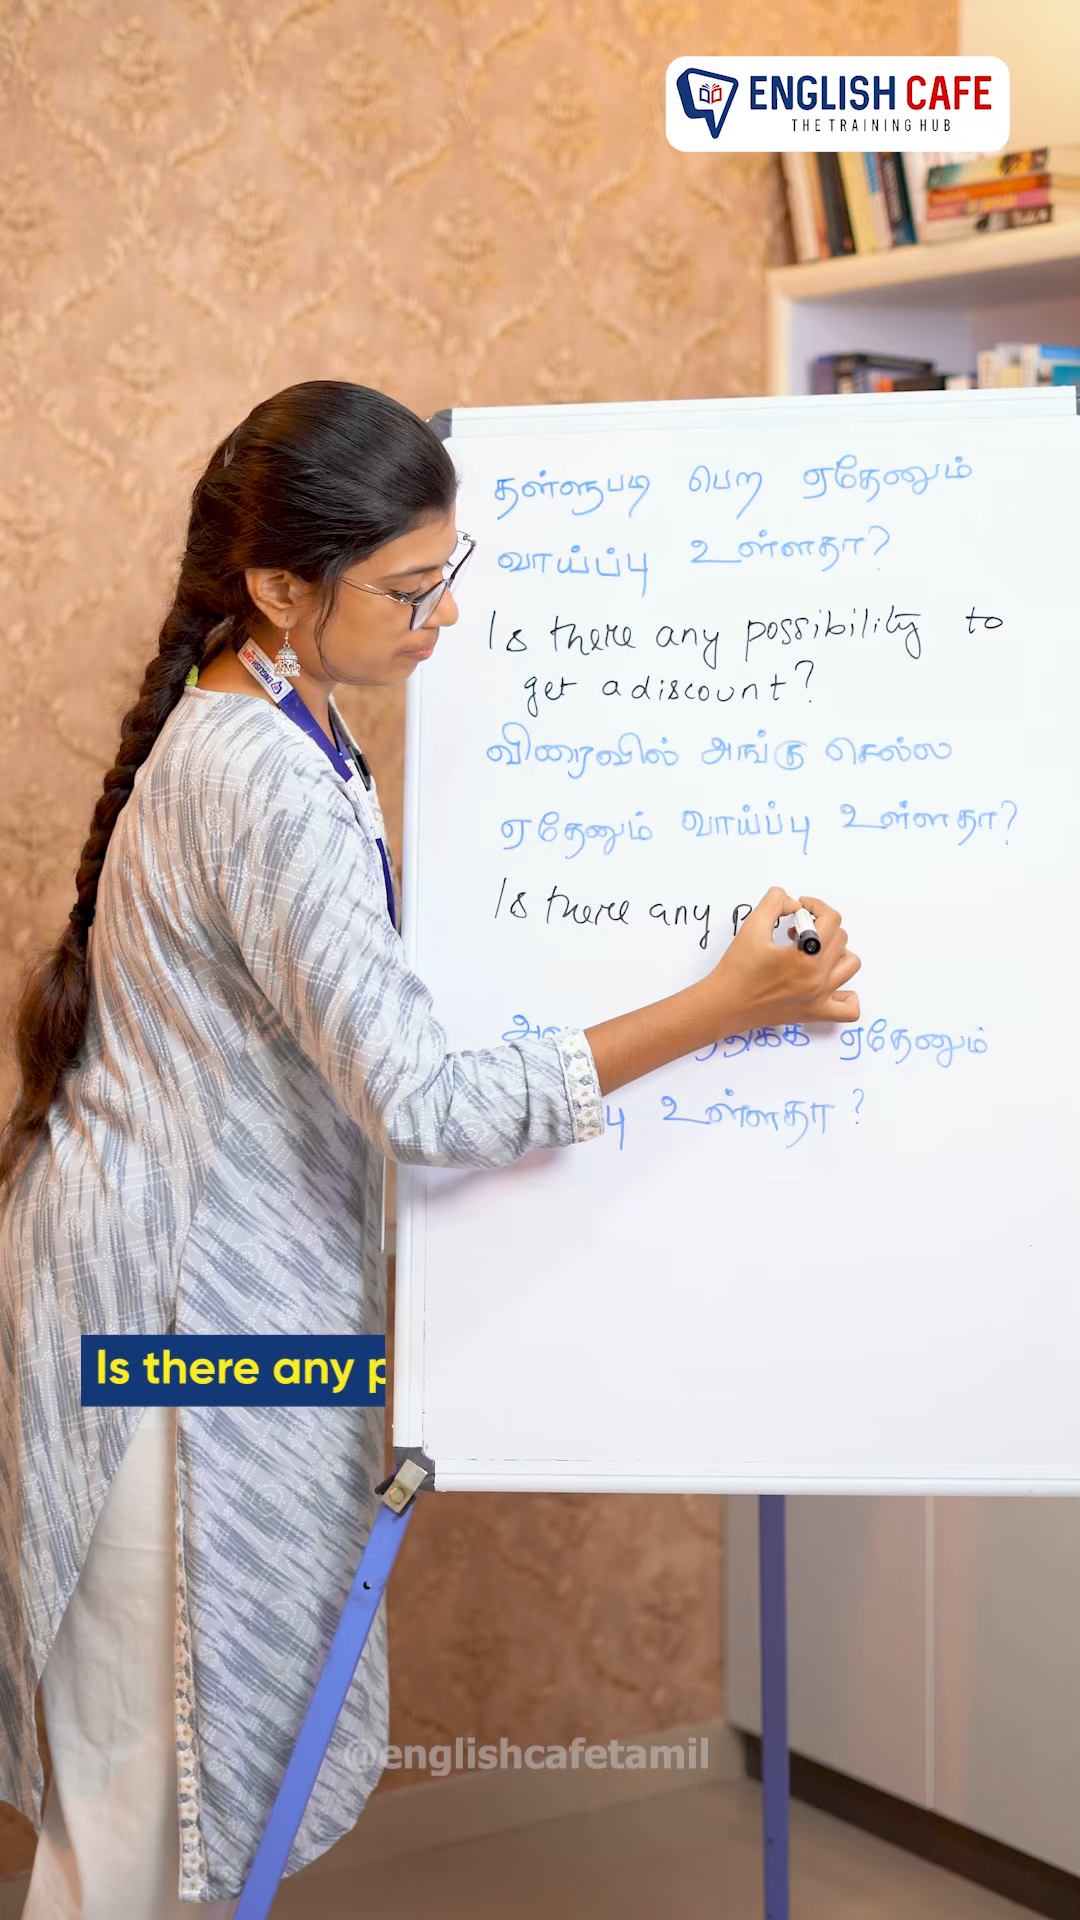 ENGLISH CAFE
THE TRAINING HUB
தள்ளுபடி பெற ஏதேனும்
வாய்ப்பு உள்ளதா?
Is there any possibility to
get a discount?
விரைவில் அங்கு செல்ல
ஏதேனும் வாய்ப்பு உள்ளதா?
Is there any
ஏதேனும்
உள்ளதா?
Is there any p
@englishcafetamil